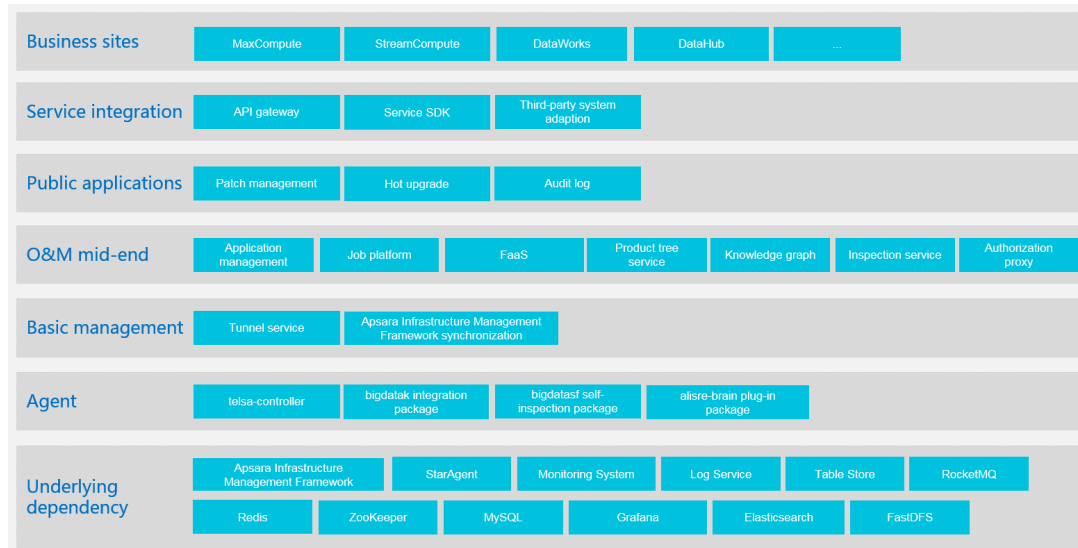 Business sites
MaxCompute
StreamCompute
DataWorks
DataHub
...
Service integration
API gateway
Service SDK
Third-party system
adaption
Public applications
Patch management
Hot upgrade
Audit log
O&M mid-end
Application
management
Job platform
FaaS
Product tree
service
Knowledge graph
Inspection service
Authorization
proxy
Basic management
Tunnel service
Apsara Infrastructure Management
Framework synchronization
Agent
telsa-controller
bigdatak integration
package
bigdatasf self-
inspection package
alisre-brain plug-in
package
Underlying
dependency
Apsara Infrastructure
Management Framework
StarAgent
Monitoring System
Log Service
Table Store
RocketMQ
Redis
ZooKeeper
MySQL
Grafana
Elasticsearch
FastDFS